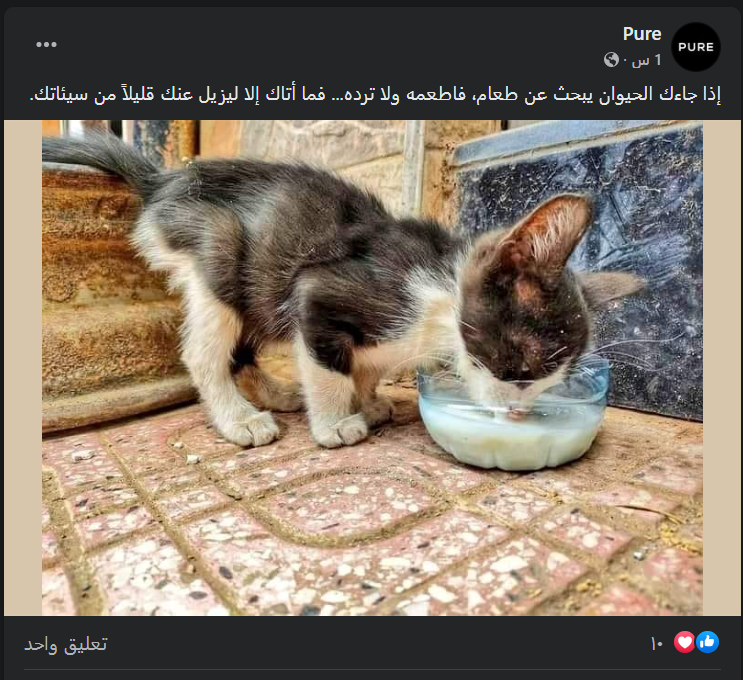 Pure
PURE
1 س ·
إذا جاءك الحيوان يبحث عن طعام، فاطعمه ولا ترده... فما أتاك إلا ليزيل عنك قليلاً من سيئاتك.
١٠
تعليق واحد